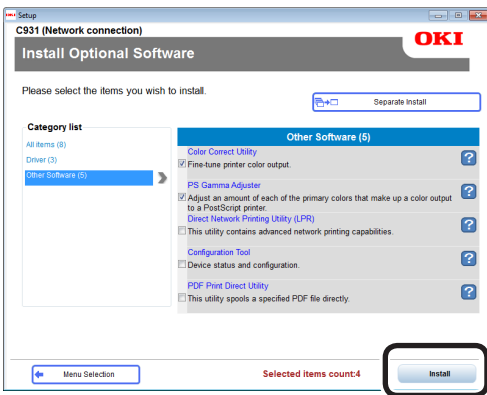 OKI Setup
C931 (Network connection)
OKI
Install Optional Software
Please select the items you wish to install.
Separate Install
Category list
All items (8)
Driver (3)
Other Software (5)
Other Software (5)
Color Correct Utility
Fine-tune printer color output.
?
PS Gamma Adjuster
Adjust an amount of each of the primary colors that make up a color output
to a PostScript printer.
?
Direct Network Printing Utility (LPR)
This utility contains advanced network printing capabilities.
?
Configuration Tool
Device status and configuration.
?
PDF Print Direct Utility
This utility spools a specified PDF file directly.
?
Menu Selection
Selected items count:4
Install